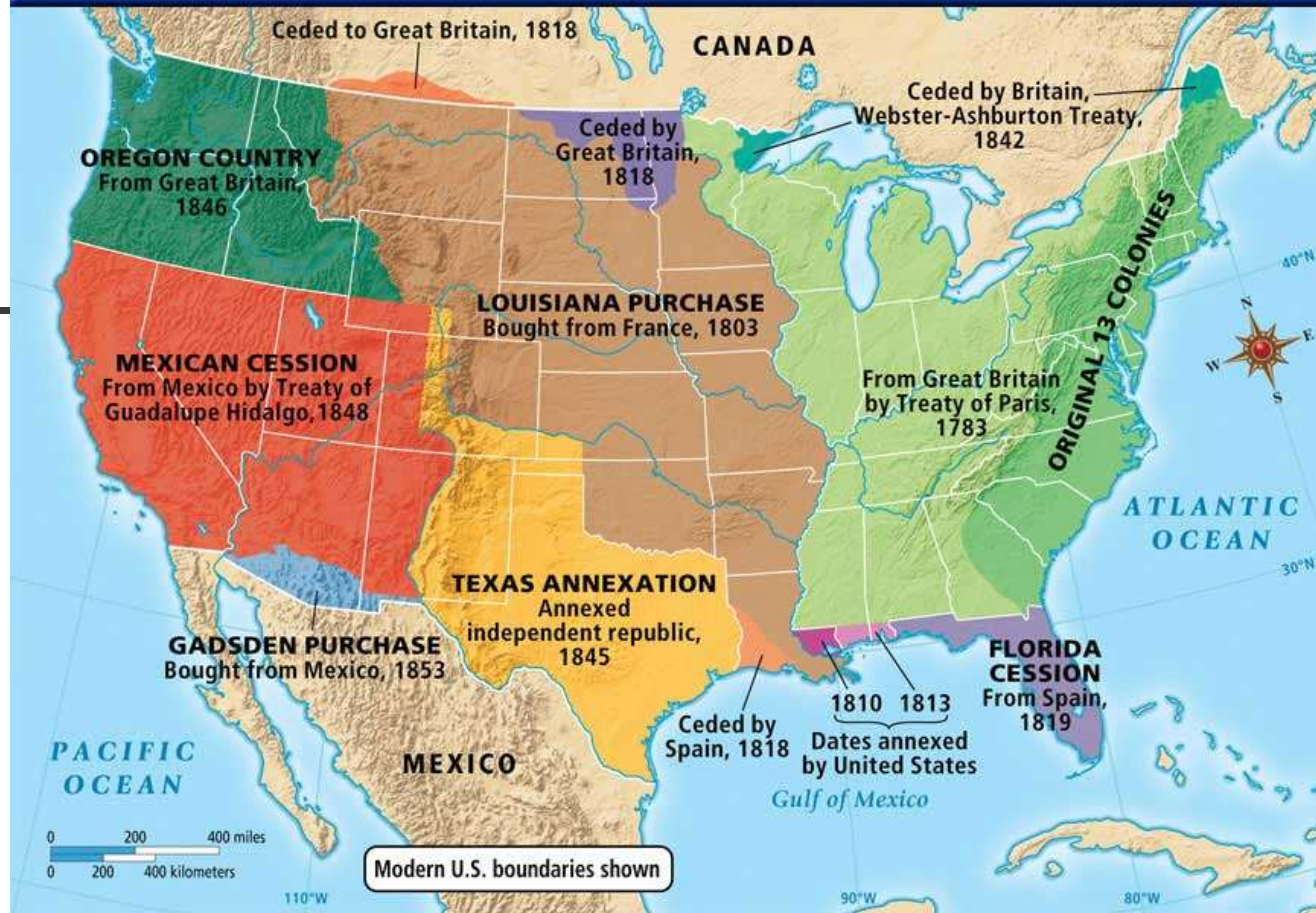 Ceded to Great Britain, 1818
CANADA
Ceded by Britain,
Webster-Ashburton Treaty,
1842
Ceded by
Great Britain,
1818
OREGON COUNTRY
From Great Britain,
1846
ORIGINAL 13 COLONIES
40°N
LOUISIANA PURCHASE
Bought from France, 1803
N
E
W
S
MEXICAN CESSION
From Mexico by Treaty of
Guadalupe Hidalgo, 1848
From Great Britain
by Treaty of Paris,
1783
ATLANTIC
OCEAN
30°N
TEXAS ANNEXATION
Annexed
independent republic,
1845
GADSDEN PURCHASE
Bought from Mexico, 1853
FLORIDA
CESSION
From Spain,
1819
1810 1813
Dates annexed
by United States
Ceded by
Spain, 1818
PACIFIC
OCEAN
MEXICO
Gulf of Mexico
0 200 400 miles
0 200 400 kilometers
Modern U.S. boundaries shown
110°W
90°W
80°W